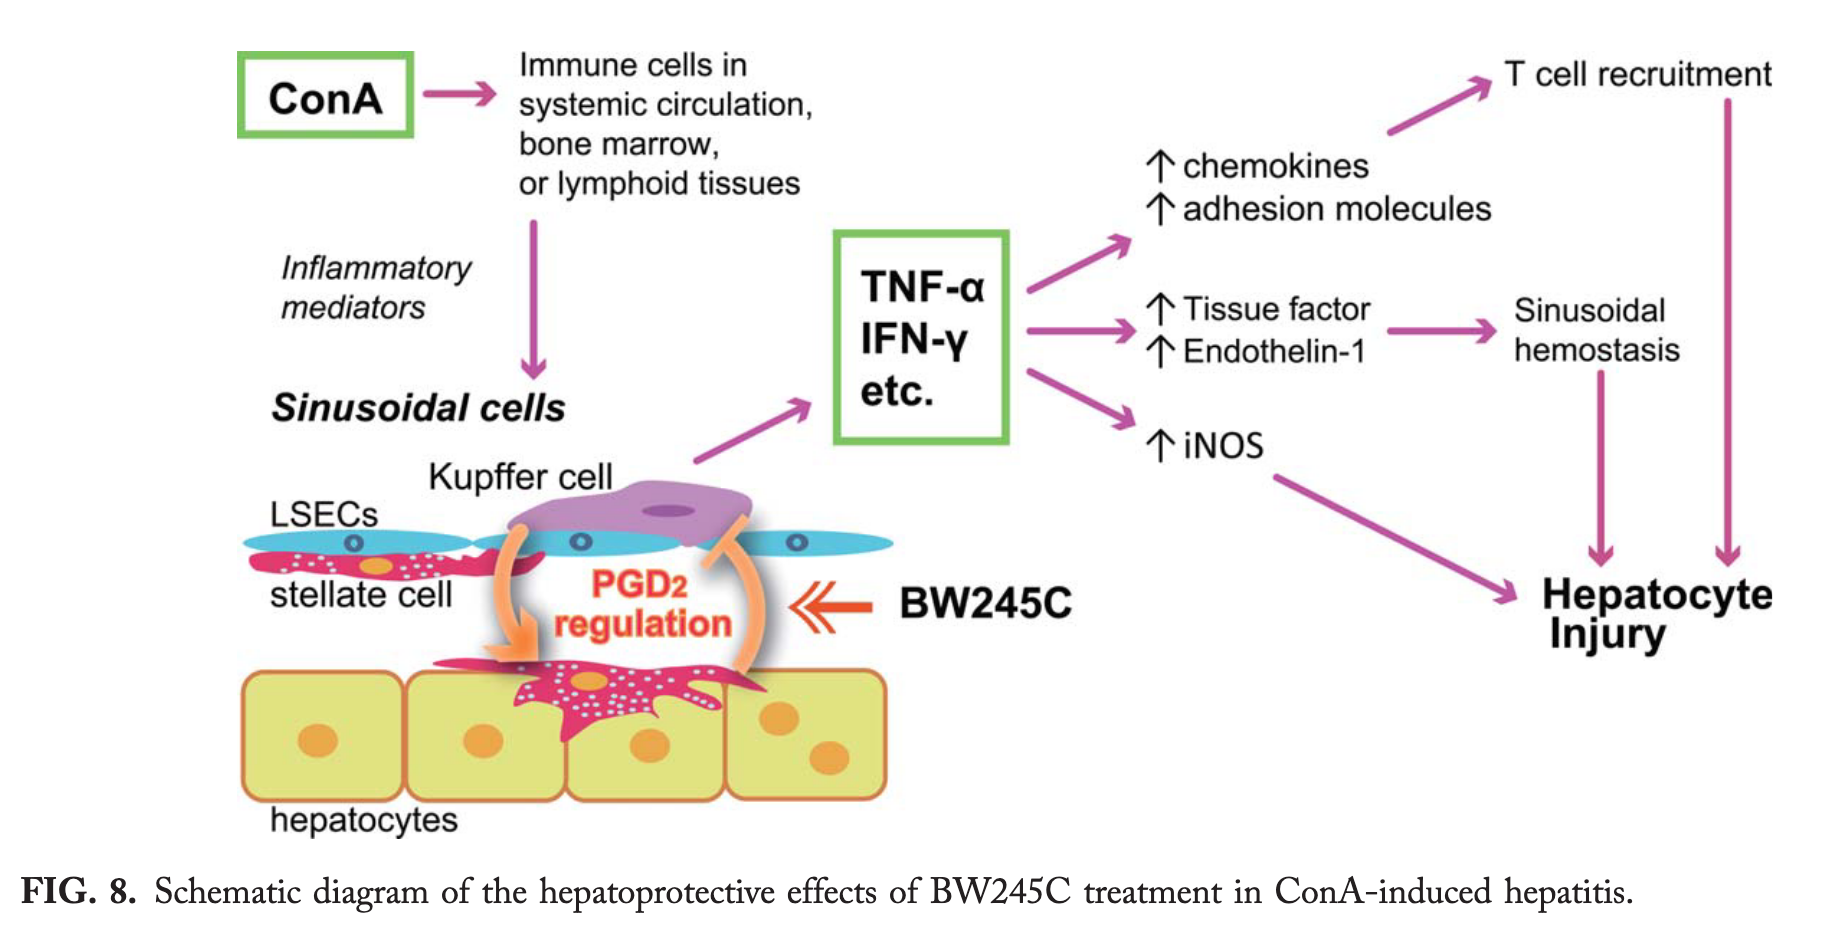 ConA
Immune cells in
systemic circulation,
bone marrow,
or lymphoid tissues
Inflammatory
mediators
Sinusoidal cells
Kupffer cell
LSECs
stellate cell
PGD2
regulation
BW245C
hepatocytes
TNF-α
IFN-γ
etc.
↑ chemokines
↑ adhesion molecules
T cell recruitment
↑ Tissue factor
↑ Endothelin-1
Sinusoidal
hemostasis
↑ iNOS
Hepatocyte
Injury
FIG. 8. Schematic diagram of the hepatoprotective effects of BW245C treatment in ConA-induced hepatitis.